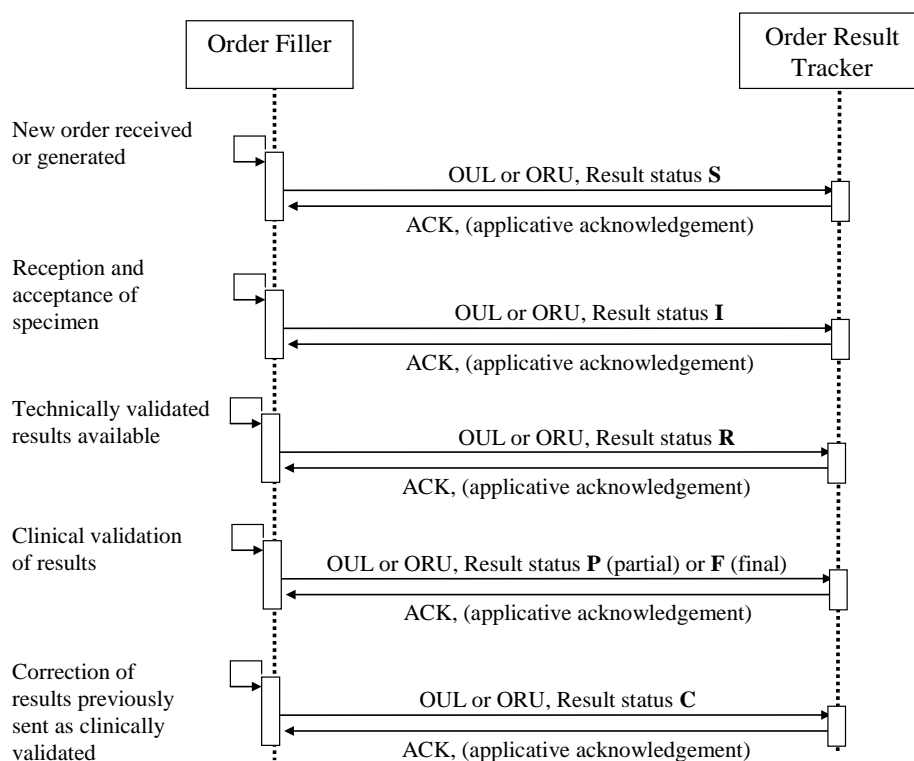 Order Filler
Order Result
Tracker
New order received
or generated
OUL or ORU, Result status S
ACK, (applicative acknowledgement)
Reception and
acceptance of
specimen
OUL or ORU, Result status I
ACK, (applicative acknowledgement)
Technically validated
results available
OUL or ORU, Result status R
ACK, (applicative acknowledgement)
Clinical validation
of results
OUL or ORU, Result status P (partial) or F (final)
ACK, (applicative acknowledgement)
Correction of
results previously
sent as clinically
validated
OUL or ORU, Result status C
ACK, (applicative acknowledgement)